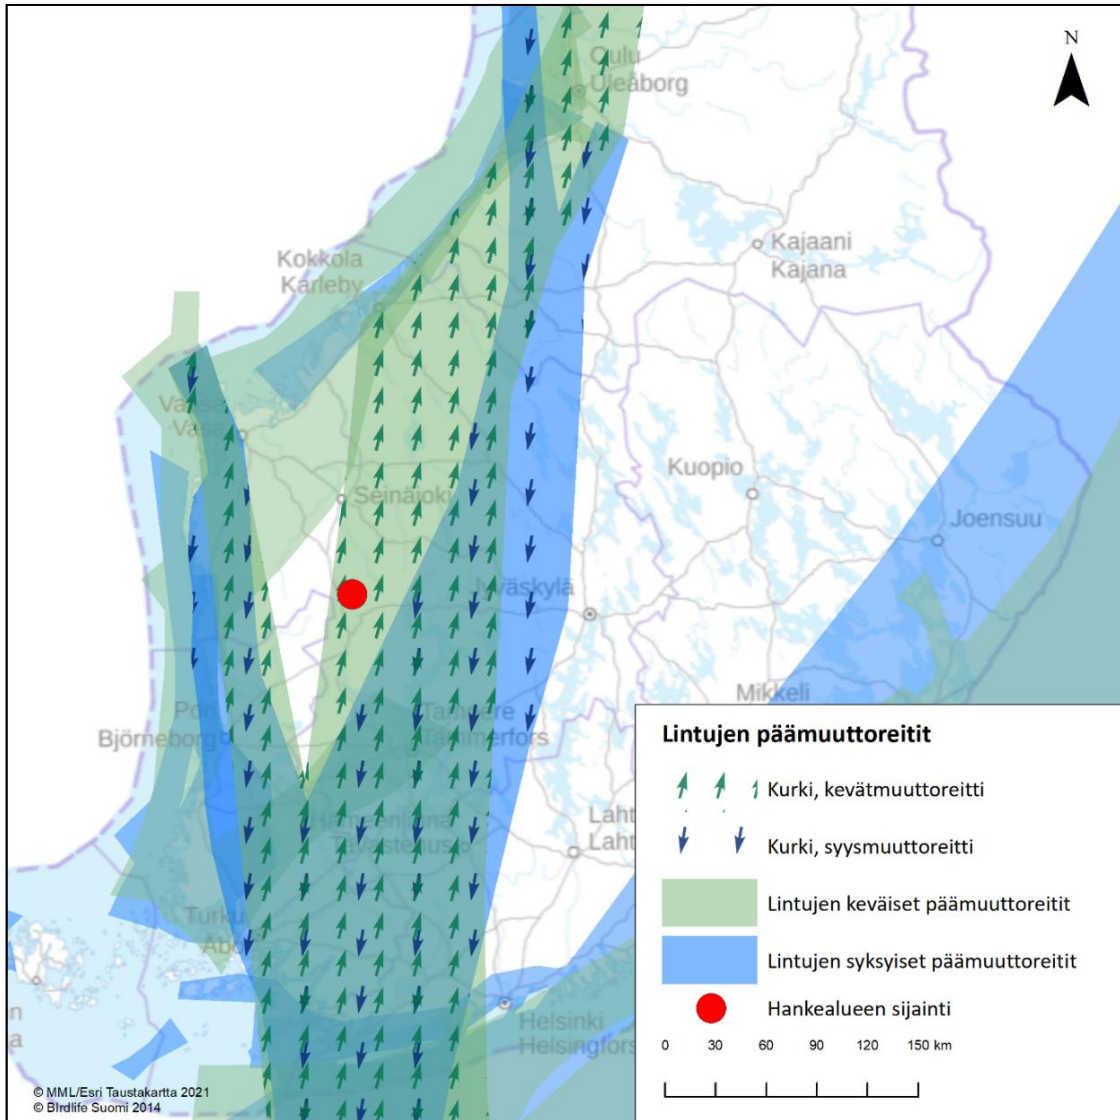 N
Oulu
Uleåborg
Kajaani
Kajana
Kokkola
Karleby
Vaasa
Vasa
Seinäjoki
Kuopio
Joensuu
Jyväskylä
Mikkeli
Pori
Björneborg
Tampere
Tammerfors
Hämeenlinna
Tavastehus
Laht
Laht
Turku
Åbo
Helsinki
Helsingfors
n
a
Lintujen päämuuttoreitit
Kurki, kevätmuuttoreitti
Kurki, syysmuuttoreitti
Lintujen keväiset päämuuttoreitit
Lintujen syksyiset päämuuttoreitit
Hankealueen sijainti
0 30 60 90 120 150 km
© MML/Esri Taustakartta 2021
© Birdlife Suomi 2014